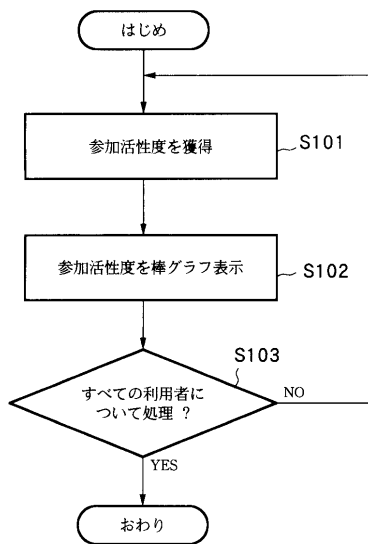 はじめ
参加活性度を獲得
S101
参加活性度を棒グラフ表示
S102
S103
すべての利用者に
ついて処理 ?
NO
YES
おわり